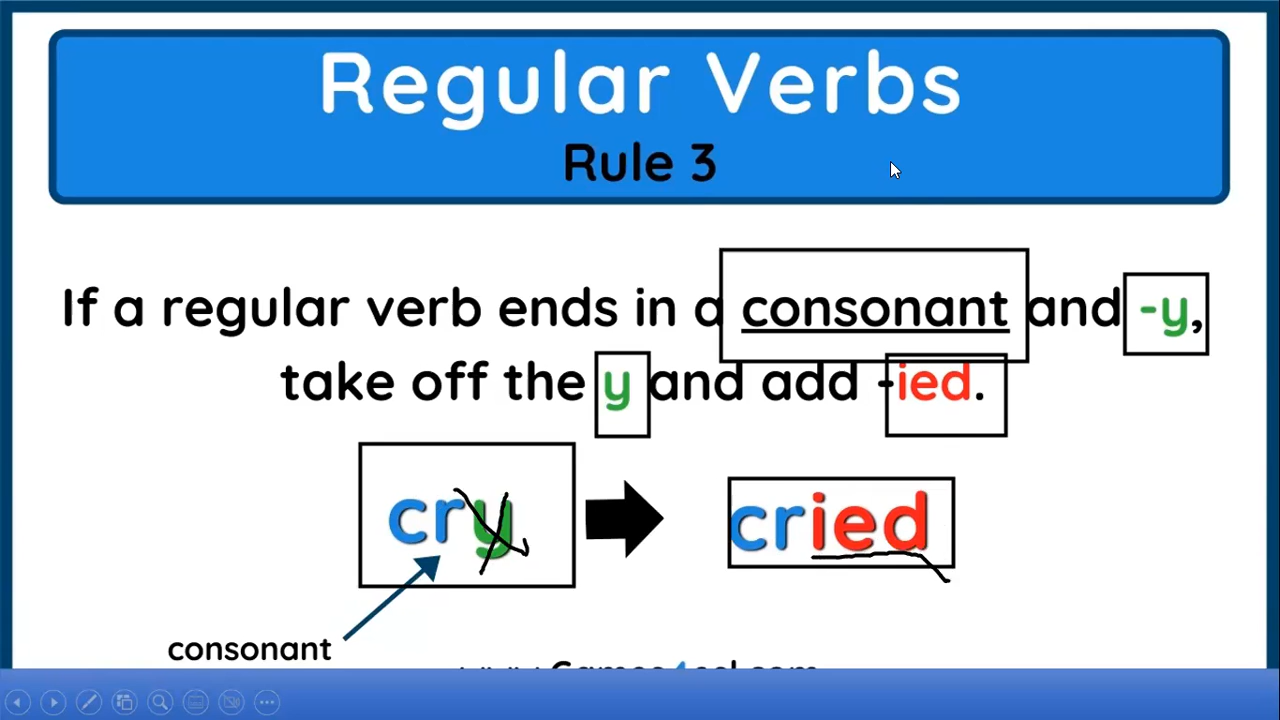 Regular Verbs
Rule 3
If a regular verb ends in a consonant and -y,
take off the y and add -ied.
cry cried
consonant